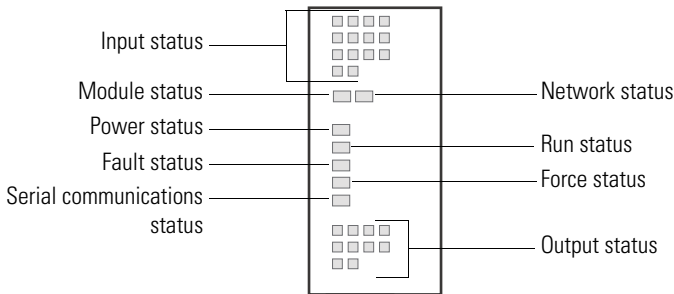 Input status
Module status
Network status
Power status
Run status
Fault status
Force status
Serial communications
status
Output status